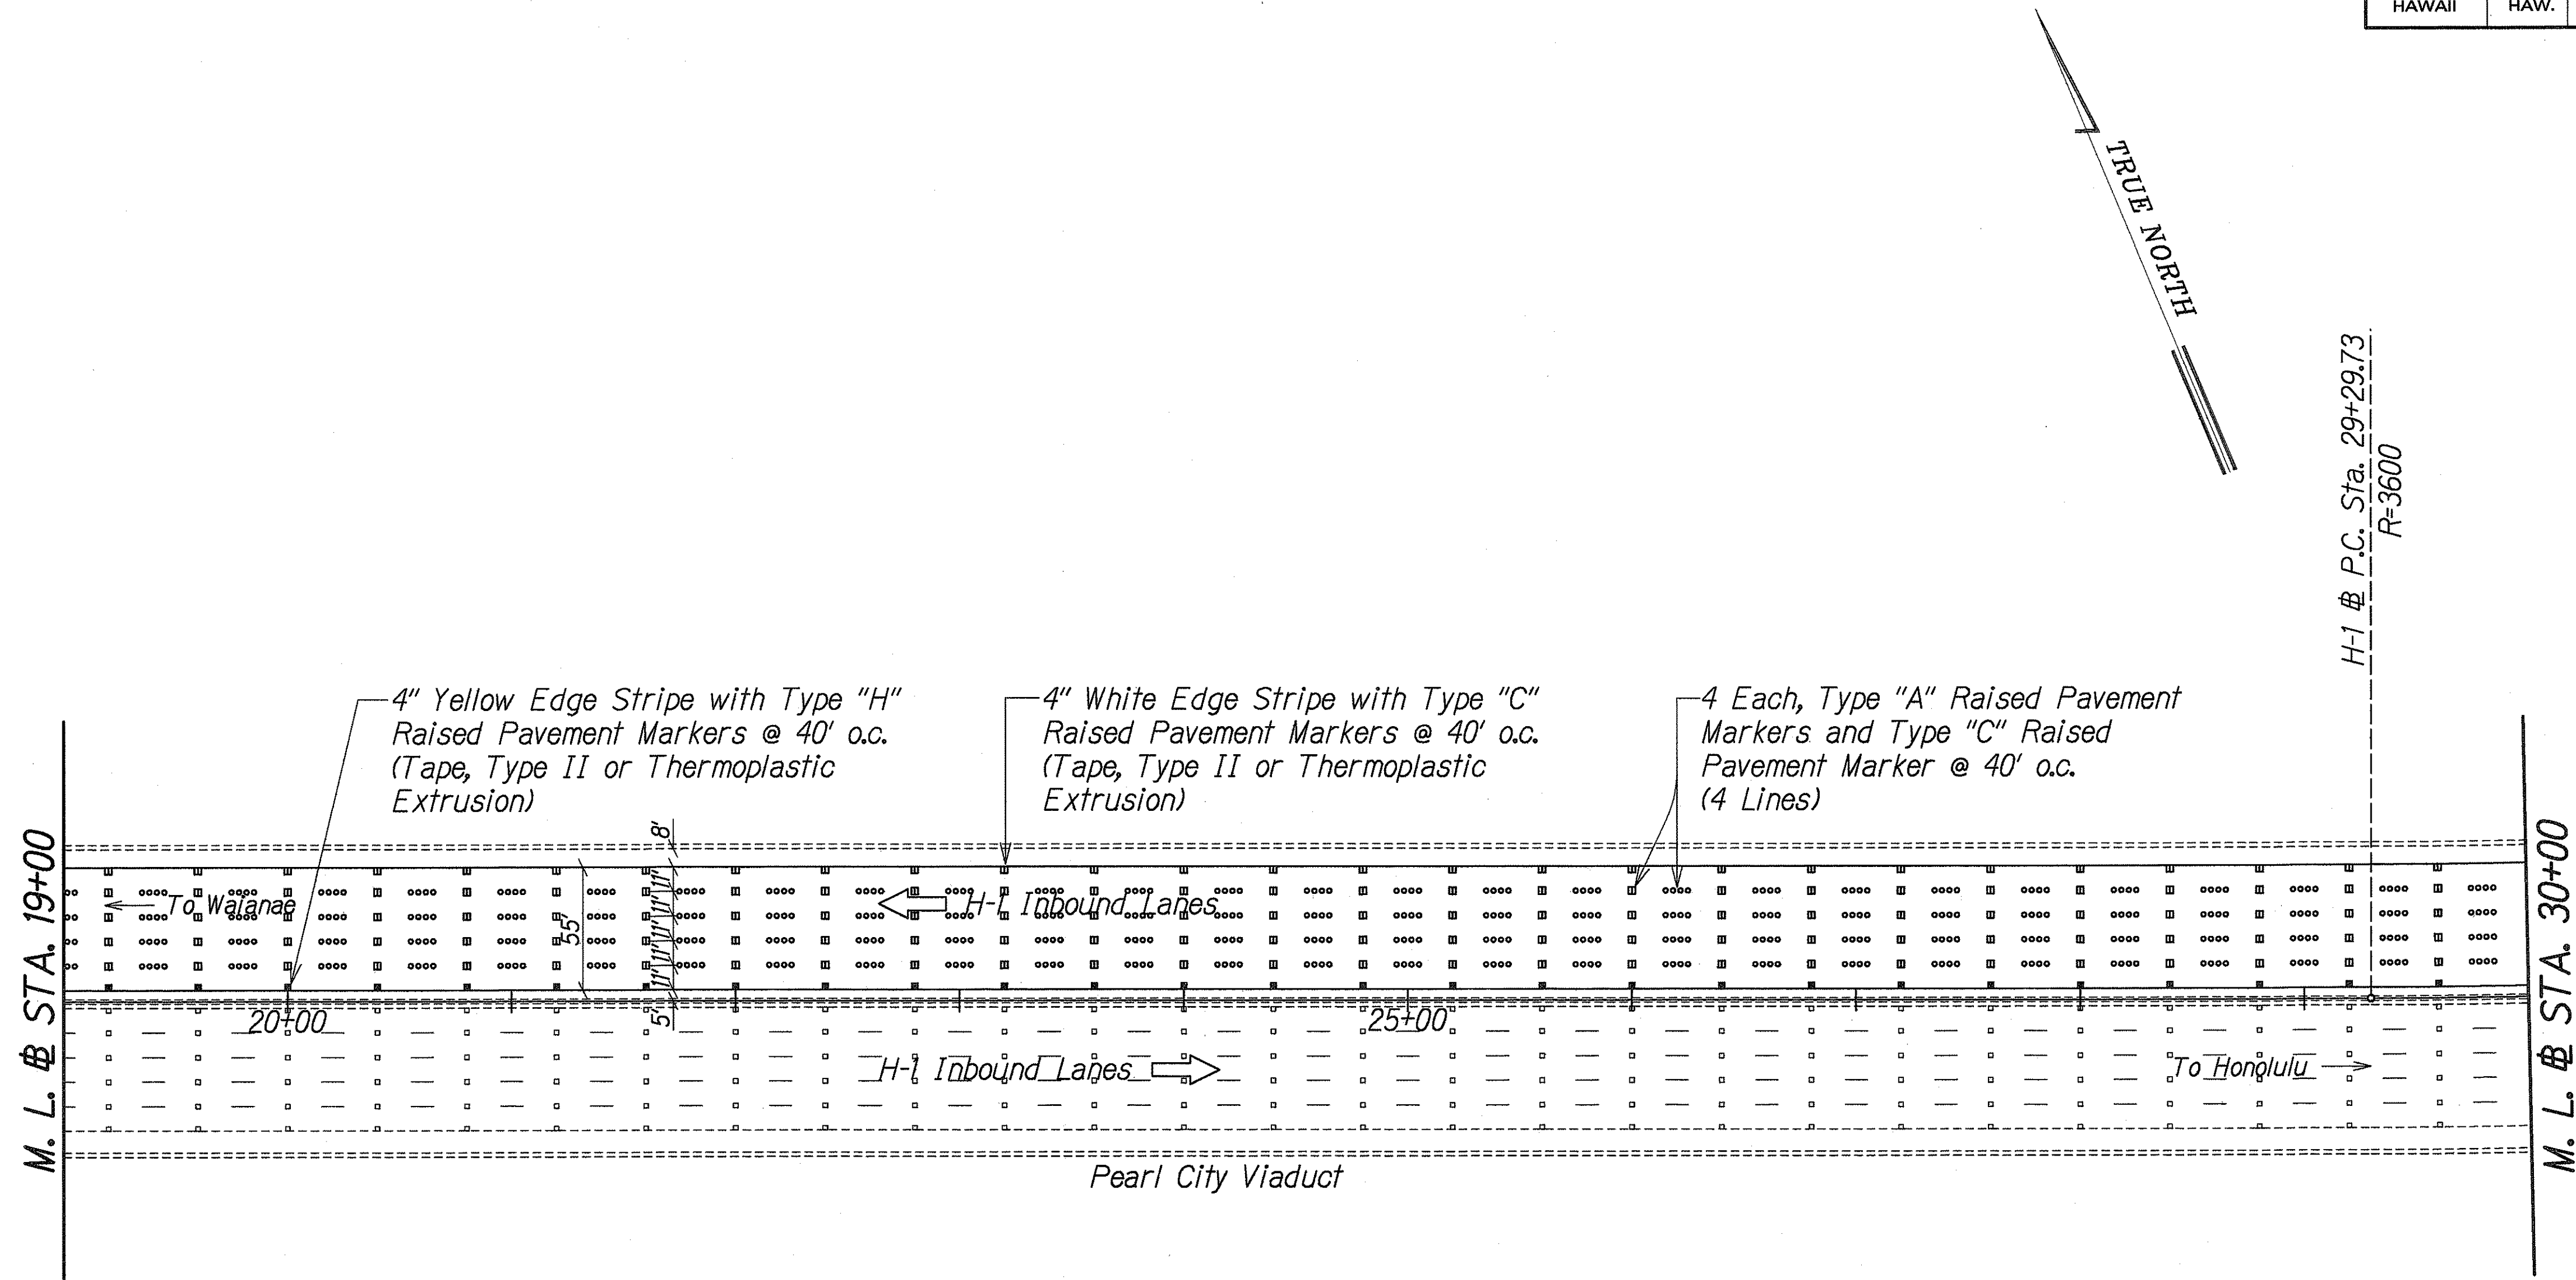 HAWAII HAW.
TRUE NORTH
H-1 ℄ P.C. Sta. 29+29.73
R=3600
4" Yellow Edge Stripe with Type "H"
Raised Pavement Markers @ 40' o.c.
(Tape, Type II or Thermoplastic
Extrusion)
4" White Edge Stripe with Type "C"
Raised Pavement Markers @ 40' o.c.
(Tape, Type II or Thermoplastic
Extrusion)
4 Each, Type "A" Raised Pavement
Markers and Type "C" Raised
Pavement Marker @ 40' o.c.
(4 Lines)
M. L. ℄ STA. 19+00
To Waianae
55'
8'
11'
11'
11'
11'
11'
5'
H-1 Inbound Lanes
20+00
25+00
H-1 Inbound Lanes
To Honolulu
M. L. ℄ STA. 30+00
Pearl City Viaduct